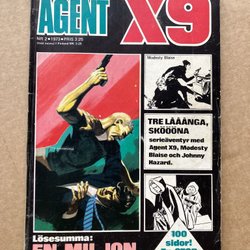 AGENT X9
NR 2 • 1973 • PRIS 3:25
Modesty Blaise
TRE LÅÅÅNGA,
SKÖÖÖNA
serieäventyr med
Agent X9, Modesty
Blaise och Johnny
Hazard.
100
sidor!
Lösesumma:
EN MILJON